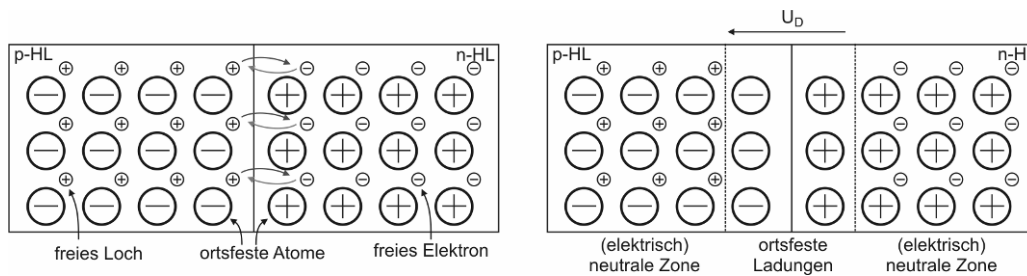 p-HL
n-HL
freies Loch
ortsfeste Atome
freies Elektron
U_D
p-HL
n-H
(elektrisch)
neutrale Zone
ortsfeste
Ladungen
(elektrisch)
neutrale Zone